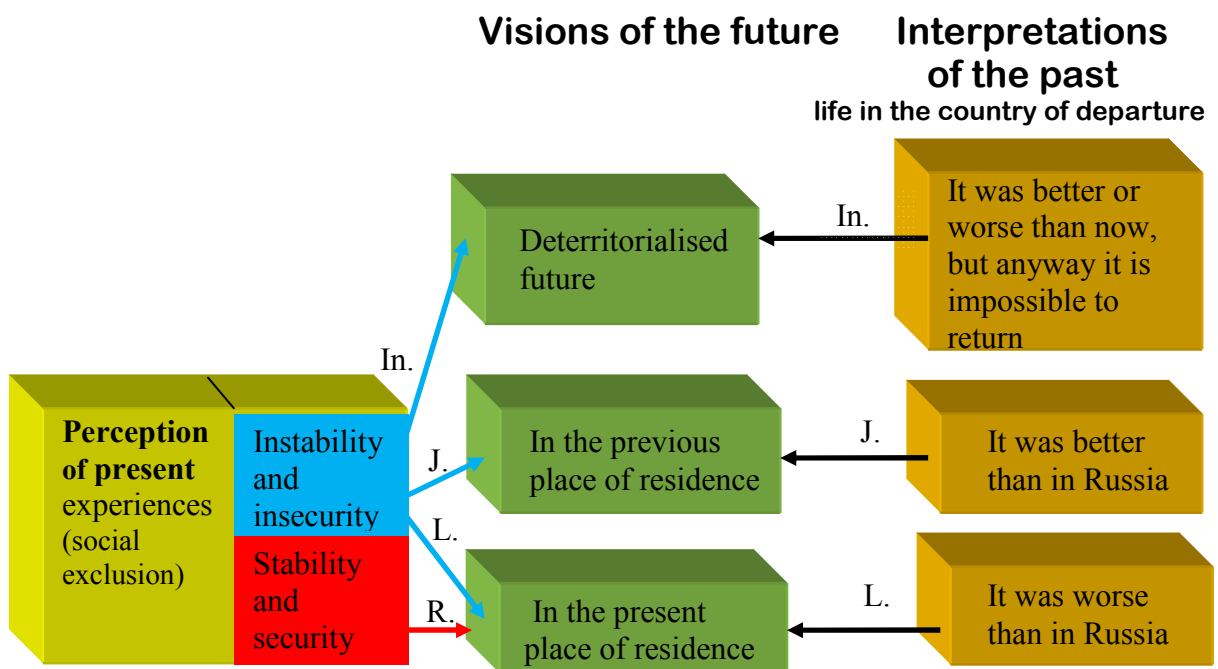 Visions of the future
Interpretations
of the past
life in the country of departure
Deterritorialised
future
In.
It was better or
worse than now,
but anyway it is
impossible to
return
In.
Perception
of present
experiences
(social
exclusion)
Instability
and
insecurity
Stability
and
security
J.
L.
R.
In the previous
place of residence
J.
It was better
than in Russia
In the present
place of residence
L.
It was worse
than in Russia